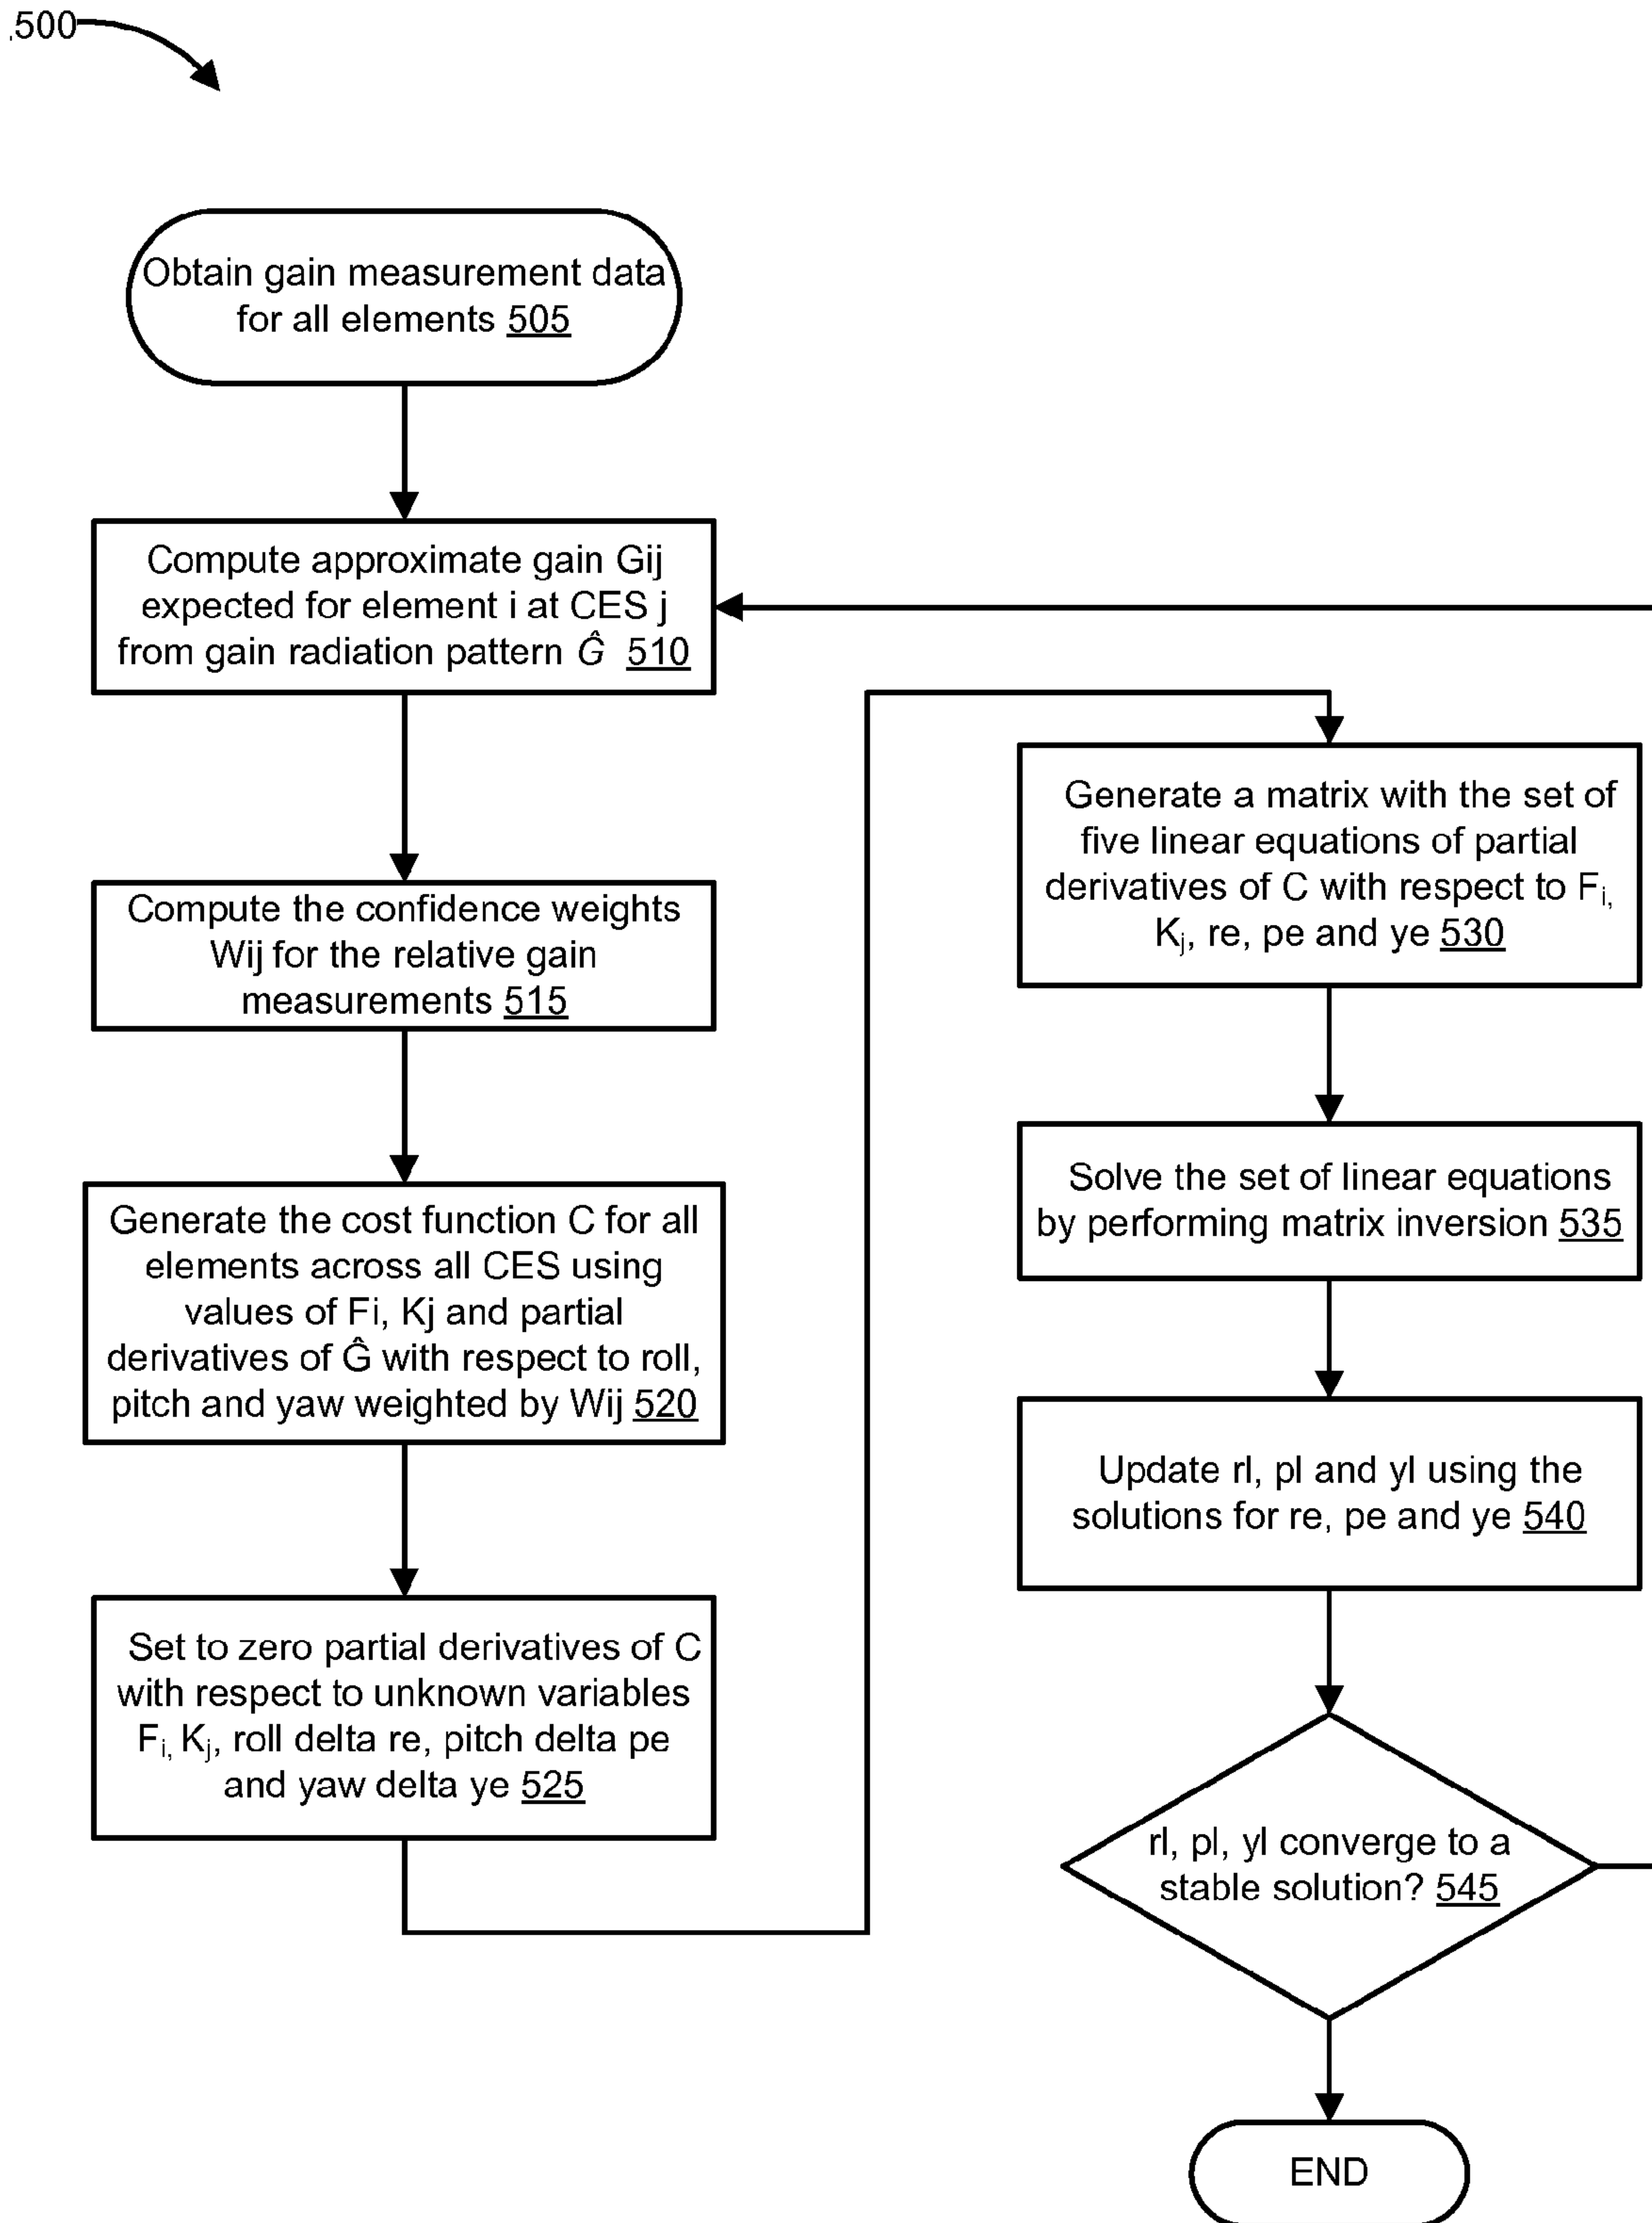 500
Obtain gain measurement data
for all elements 505
Compute approximate gain Gij
expected for element i at CES j
from gain radiation pattern Ĝ 510
Compute the confidence weights
Wij for the relative gain
measurements 515
Generate the cost function C for all
elements across all CES using
values of Fi, Kj and partial
derivatives of Ĝ with respect to roll,
pitch and yaw weighted by Wij 520
Set to zero partial derivatives of C
with respect to unknown variables
Fi, Kj, roll delta re, pitch delta pe
and yaw delta ye 525
Generate a matrix with the set of
five linear equations of partial
derivatives of C with respect to Fi,
Kj, re, pe and ye 530
Solve the set of linear equations
by performing matrix inversion 535
Update rl, pl and yl using the
solutions for re, pe and ye 540
rl, pl, yl converge to a
stable solution? 545
END